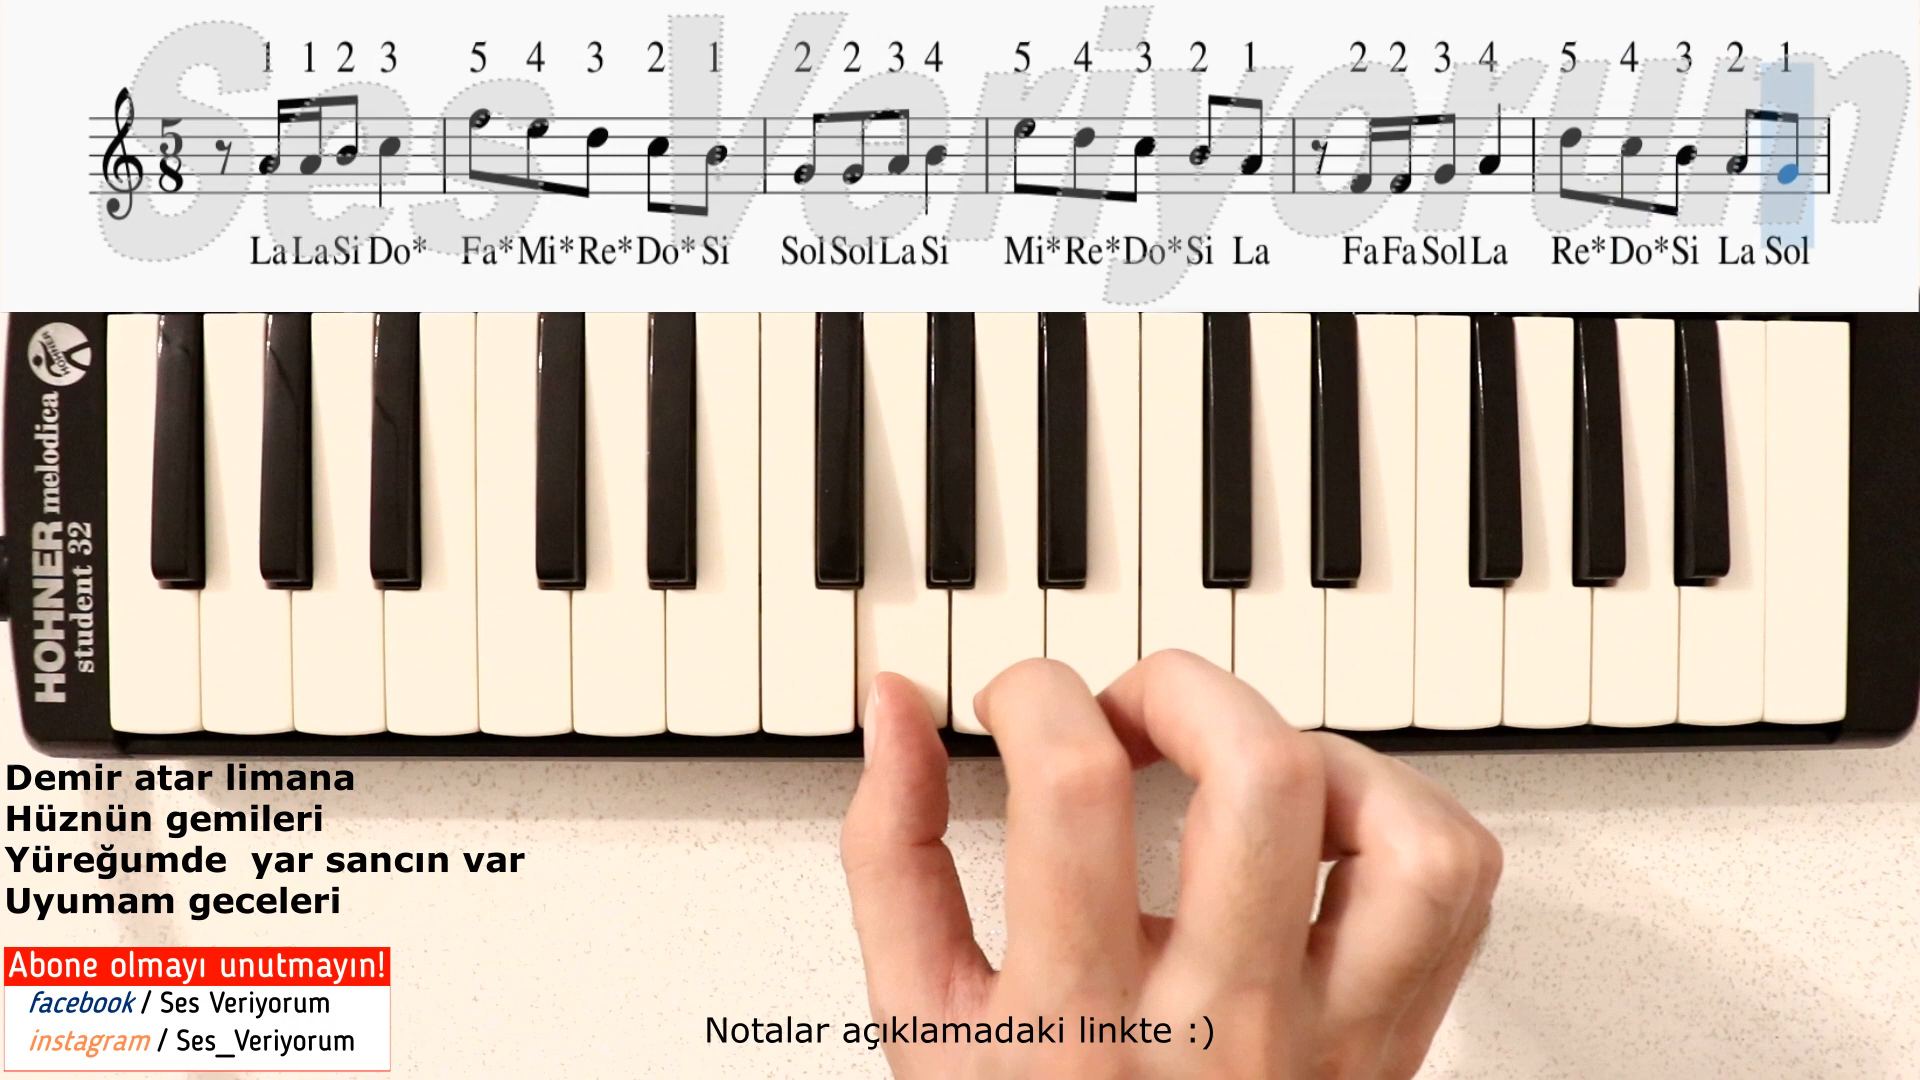 Ses Veriyorum
1 1 2 3 5 4 3 2 1 2 2 3 4 5 4 3 2 1 2 2 3 4 5 4 3 2 1
5
8
La La Si Do* Fa* Mi* Re* Do* Si Sol Sol La Si Mi* Re* Do* Si La Fa Fa Sol La Re* Do* Si La Sol
HOHNER
HOHNER melodica
student 32
Demir atar limana
Hüznün gemileri
Yüreğumde yar sancın var
Uyumam geceleri
Abone olmayı unutmayın!
facebook / Ses Veriyorum
instagram / Ses_Veriyorum
Notalar açıklamadaki linkte :)